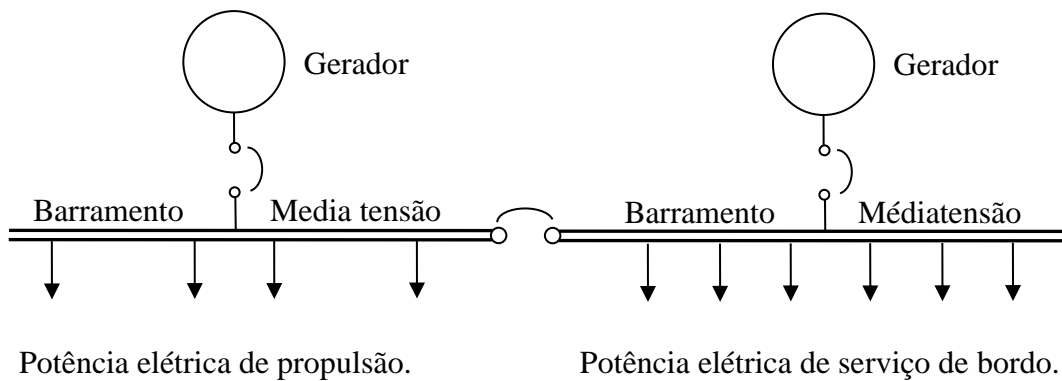 Gerador
Gerador
Barramento Media tensão
Barramento Médiatensão
Potência elétrica de propulsão.
Potência elétrica de serviço de bordo.